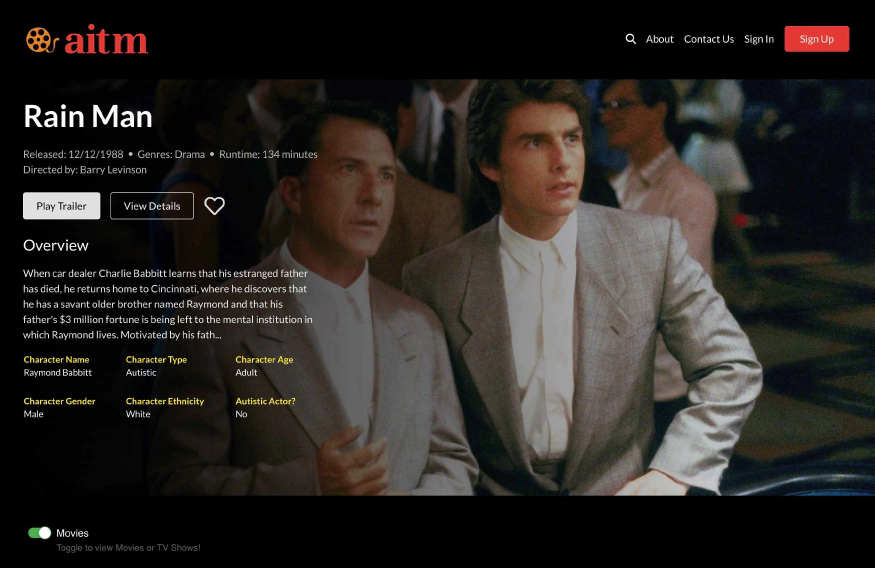 aitm
About Contact Us Sign In Sign Up
Rain Man
Released: 12/12/1988 • Genres: Drama • Runtime: 134 minutes
Directed by: Barry Levinson
Play Trailer View Details
Overview
When car dealer Charlie Babbitt learns that his estranged father
has died, he returns home to Cincinnati, where he discovers that
he has a savant older brother named Raymond and that his
father's $3 million fortune is being left to the mental institution in
which Raymond lives. Motivated by his fath...
Character Name Character Type Character Age
Raymond Babbitt Autistic Adult
Character Gender Character Ethnicity Autistic Actor?
Male White No
Movies
Toggle to view Movies or TV Shows!